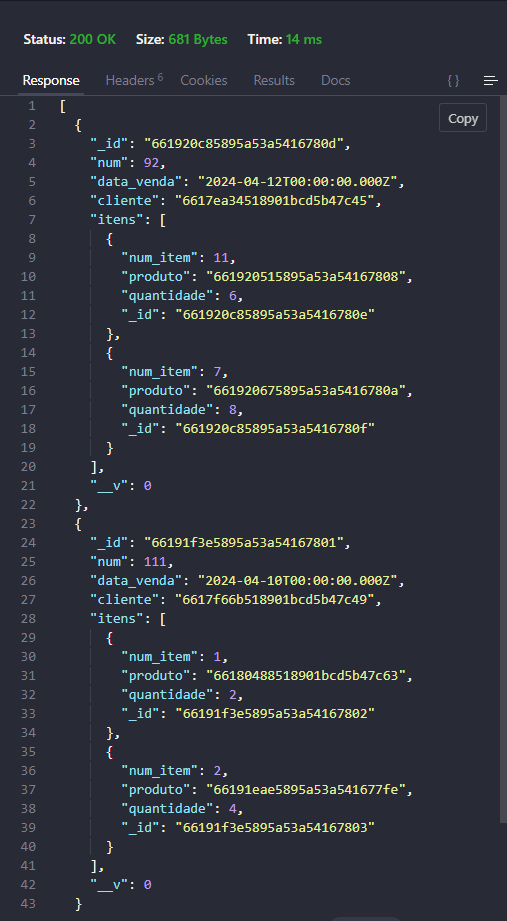 Status: 200 OK Size: 681 Bytes Time: 14 ms
Response Headers 6 Cookies Results Docs { }
Copy
1 [
2 {
3 "_id": "661920c85895a53a5416780d",
4 "num": 92,
5 "data_venda": "2024-04-12T00:00:00.000Z",
6 "cliente": "6617ea34518901bcd5b47c45",
7 "itens": [
8 {
9 "num_item": 11,
10 "produto": "661920515895a53a54167808",
11 "quantidade": 6,
12 "_id": "661920c85895a53a5416780e"
13 },
14 {
15 "num_item": 7,
16 "produto": "661920675895a53a5416780a",
17 "quantidade": 8,
18 "_id": "661920c85895a53a5416780f"
19 }
20 ],
21 "__v": 0
22 },
23 {
24 "_id": "66191f3e5895a53a54167801",
25 "num": 111,
26 "data_venda": "2024-04-10T00:00:00.000Z",
27 "cliente": "6617f66b518901bcd5b47c49",
28 "itens": [
29 {
30 "num_item": 1,
31 "produto": "66180488518901bcd5b47c63",
32 "quantidade": 2,
33 "_id": "66191f3e5895a53a54167802"
34 },
35 {
36 "num_item": 2,
37 "produto": "66191eae5895a53a541677fe",
38 "quantidade": 4,
39 "_id": "66191f3e5895a53a54167803"
40 }
41 ],
42 "__v": 0
43 }